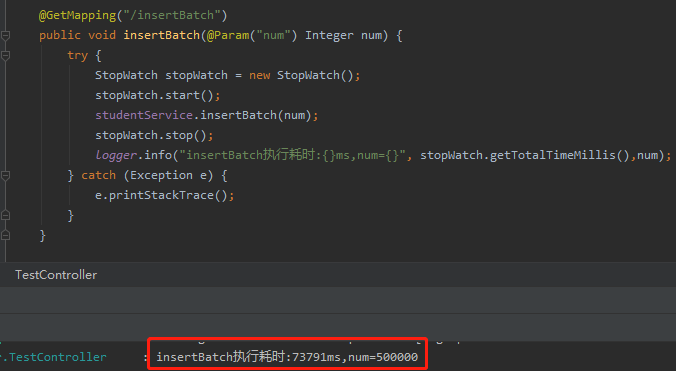 @GetMapping("/insertBatch")
public void insertBatch(@Param("num") Integer num) {
try {
StopWatch stopWatch = new StopWatch();
stopWatch.start();
studentService.insertBatch(num);
stopWatch.stop();
logger.info("insertBatch执行耗时:{}ms,num={}", stopWatch.getTotalTimeMillis(),num);
} catch (Exception e) {
e.printStackTrace();
}
}
TestController
r.TestController : insertBatch执行耗时:73791ms,num=500000